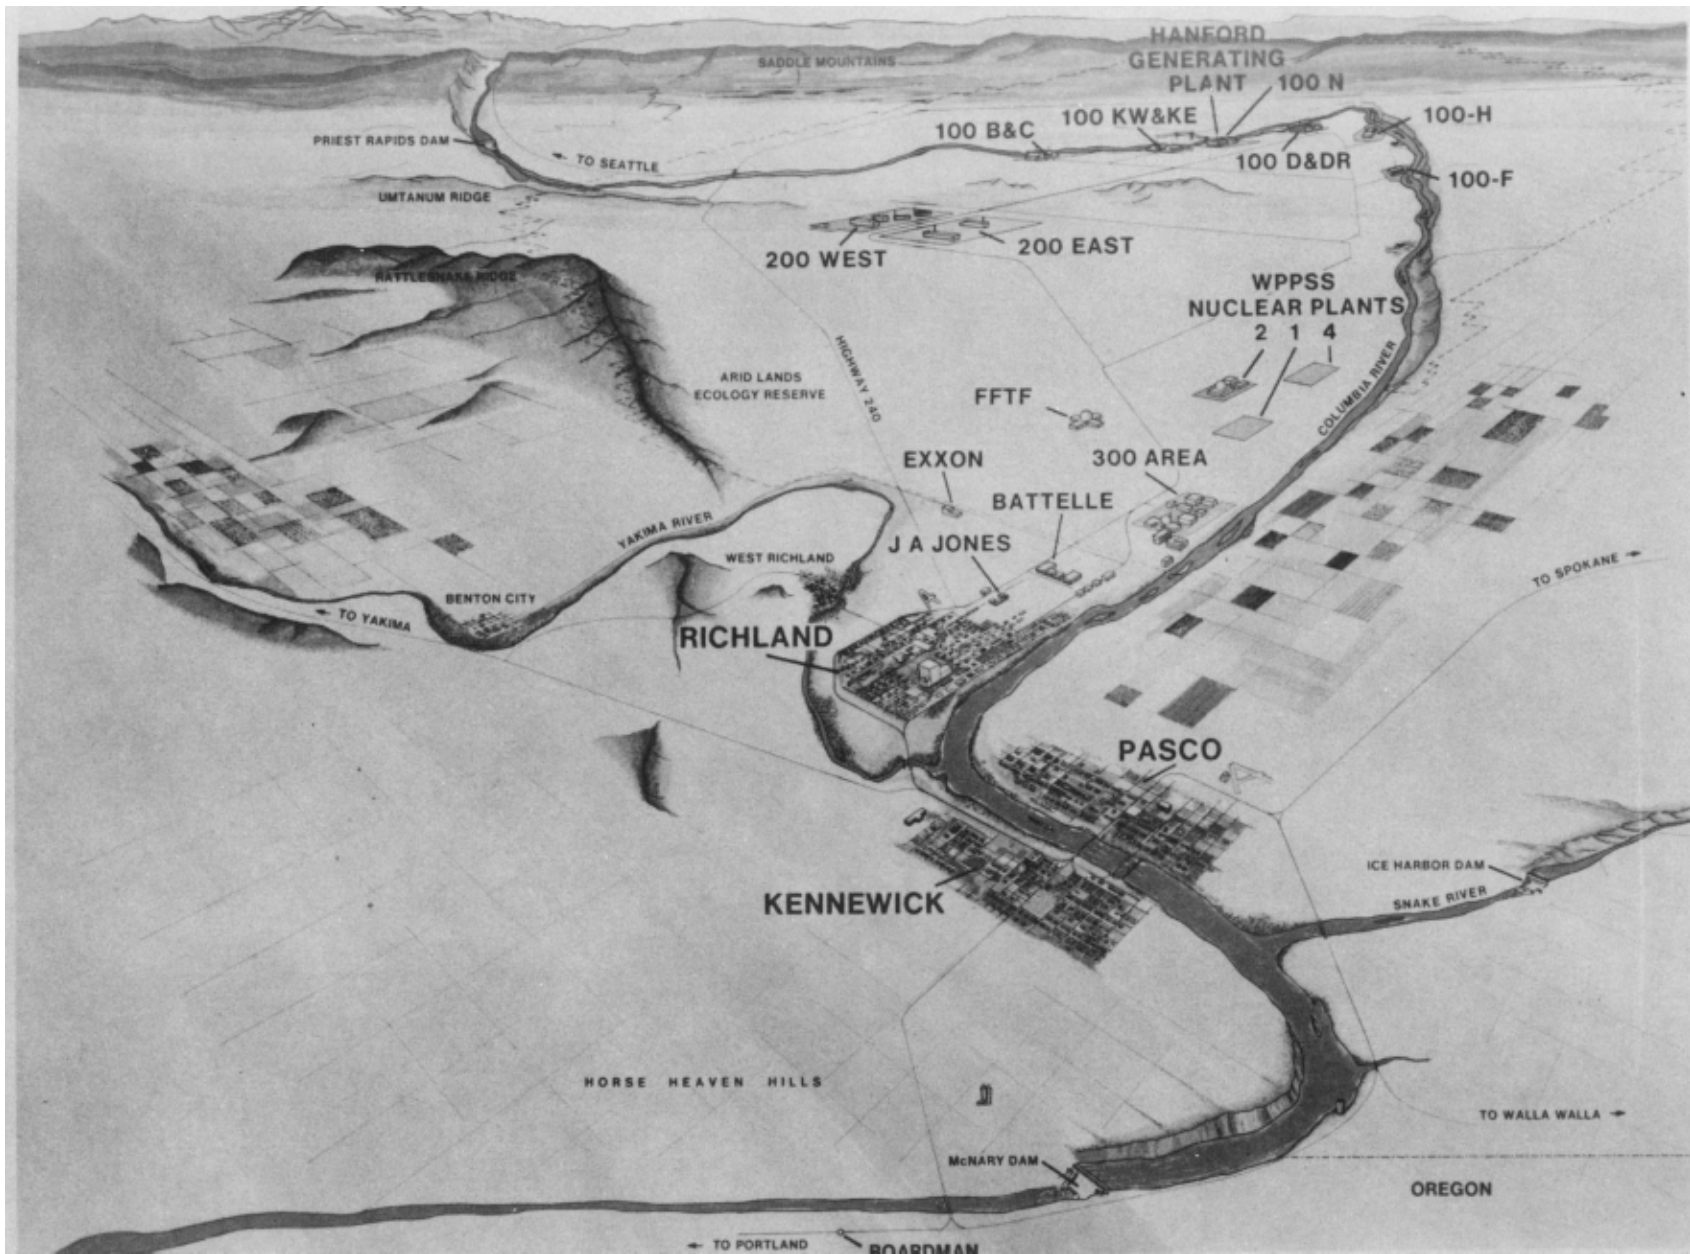 HANFORD
GENERATING
PLANT
100 N
SADDLE MOUNTAINS
100-H
100 KW&KE
100 B&C
PRIEST RAPIDS DAM
← TO SEATTLE
100 D&DR
100-F
UMTANUM RIDGE
200 WEST
200 EAST
RATTLESNAKE RIDGE
WPPSS
NUCLEAR PLANTS
2 1 4
HIGHWAY 240
ARID LANDS
ECOLOGY RESERVE
COLUMBIA RIVER
FFTF
EXXON
300 AREA
BATTELLE
YAKIMA RIVER
J A JONES
WEST RICHLAND
TO SPOKANE →
BENTON CITY
← TO YAKIMA
RICHLAND
PASCO
ICE HARBOR DAM
SNAKE RIVER
KENNEWICK
HORSE HEAVEN HILLS
TO WALLA WALLA →
McNARY DAM
OREGON
← TO PORTLAND
BOARDMAN